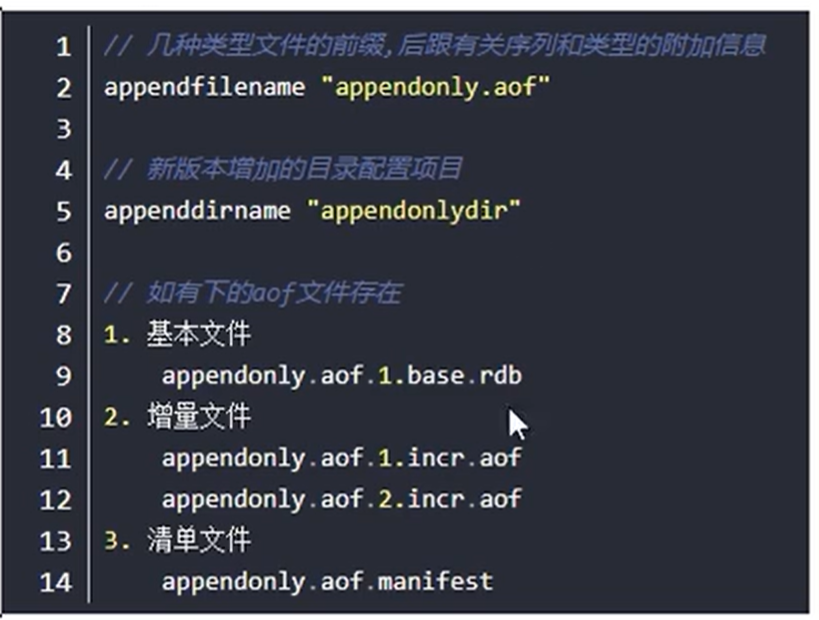 1 // 几种类型文件的前缀,后跟有关序列和类型的附加信息
2 appendfilename "appendonly.aof"
3
4 // 新版本增加的目录配置项目
5 appenddirname "appendonlydir"
6
7 // 如有下的aof文件存在
8 1. 基本文件
9 appendonly.aof.1.base.rdb
10 2. 增量文件
11 appendonly.aof.1.incr.aof
12 appendonly.aof.2.incr.aof
13 3. 清单文件
14 appendonly.aof.manifest